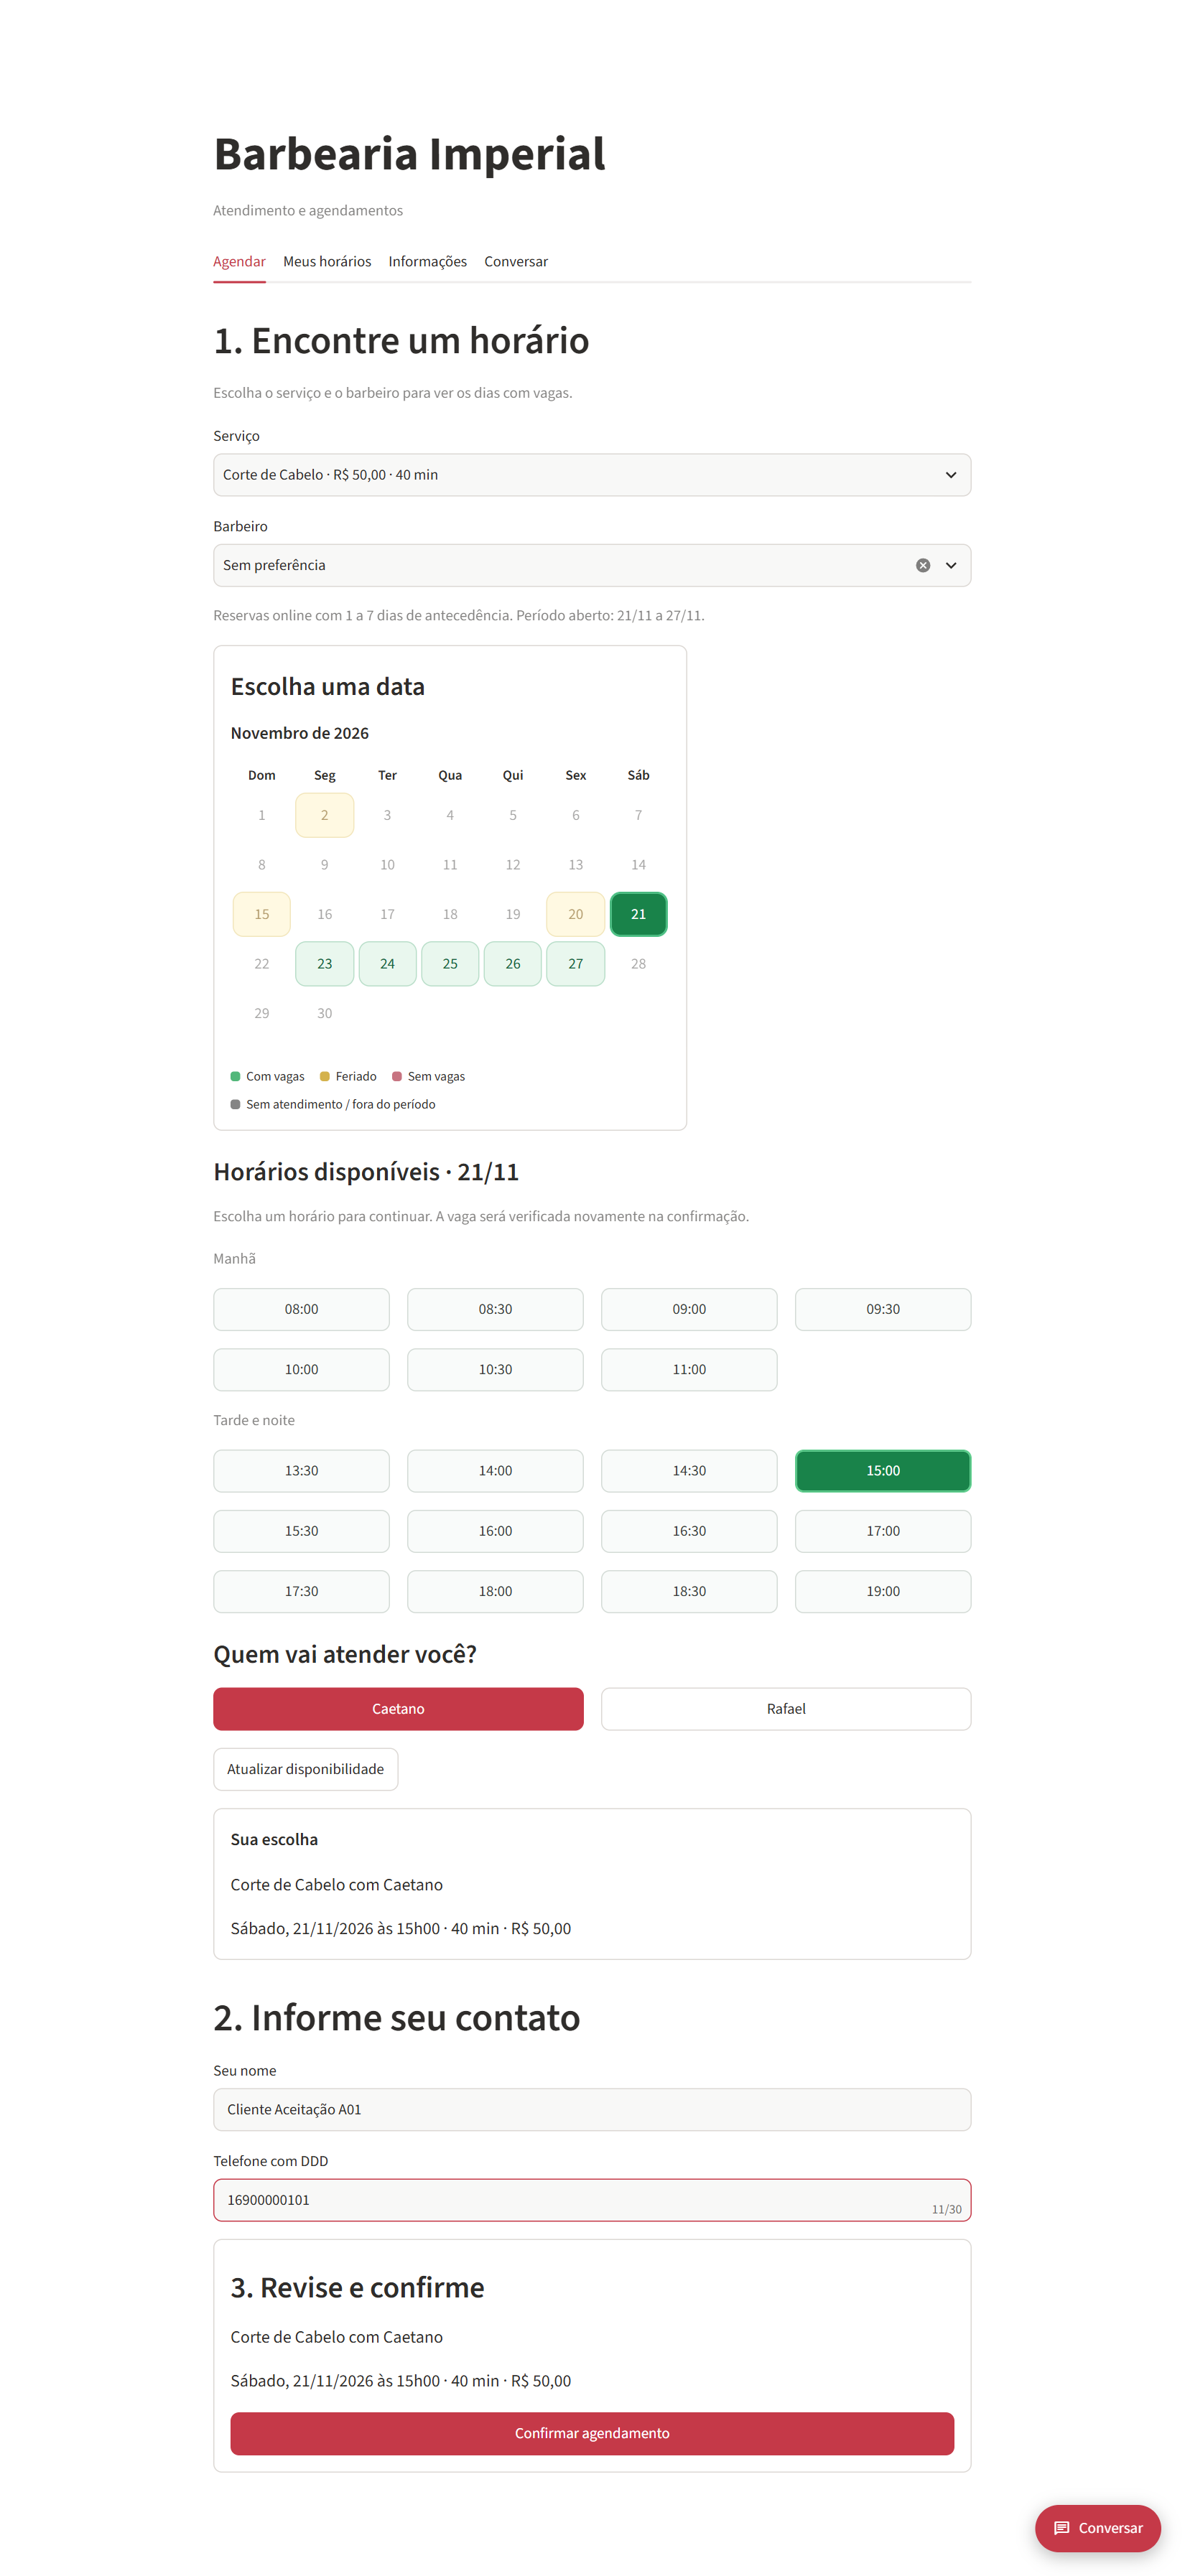 Barbearia Imperial
Atendimento e agendamentos
Agendar Meus horários Informações Conversar
1. Encontre um horário
Escolha o serviço e o barbeiro para ver os dias com vagas.
Serviço
Corte de Cabelo · R$ 50,00 · 40 min
Barbeiro
Sem preferência
Reservas online com 1 a 7 dias de antecedência. Período aberto: 21/11 a 27/11.
Escolha uma data
Novembro de 2026
Dom Seg Ter Qua Qui Sex Sáb
1 2 3 4 5 6 7
8 9 10 11 12 13 14
15 16 17 18 19 20 21
22 23 24 25 26 27 28
29 30
Com vagas Feriado Sem vagas
Sem atendimento / fora do período
Horários disponíveis · 21/11
Escolha um horário para continuar. A vaga será verificada novamente na confirmação.
Manhã
08:00 08:30 09:00 09:30
10:00 10:30 11:00
Tarde e noite
13:30 14:00 14:30 15:00
15:30 16:00 16:30 17:00
17:30 18:00 18:30 19:00
Quem vai atender você?
Caetano Rafael
Atualizar disponibilidade
Sua escolha
Corte de Cabelo com Caetano
Sábado, 21/11/2026 às 15h00 · 40 min · R$ 50,00
2. Informe seu contato
Seu nome
Cliente Aceitação A01
Telefone com DDD
16900000101
11/30
3. Revise e confirme
Corte de Cabelo com Caetano
Sábado, 21/11/2026 às 15h00 · 40 min · R$ 50,00
Confirmar agendamento
Conversar